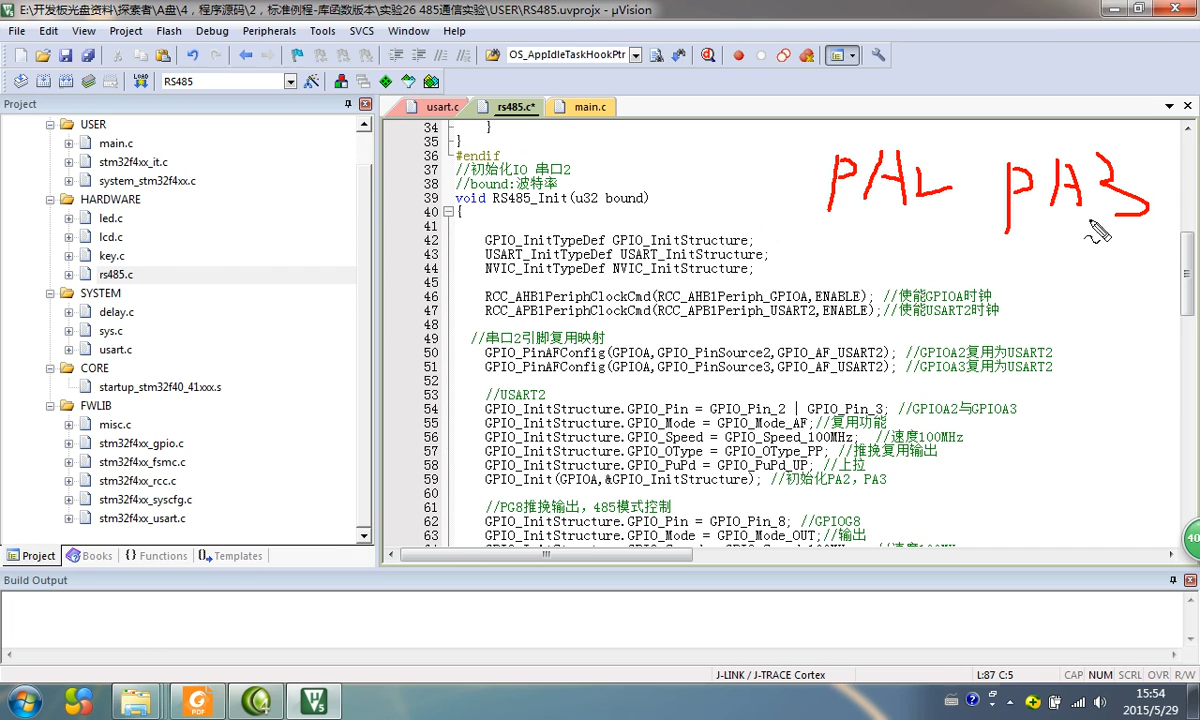 E:\开发板光盘资料\探索者\A盘\4，程序源码\2，标准例程-库函数版本\实验26 485通信实验\USER\RS485.uvprojx - µVision
File Edit View Project Flash Debug Peripherals Tools SVCS Window Help
OS_AppIdleTaskHookPtr
LOAD RS485
Project
usart.c rs485.c* main.c
USER
main.c
stm32f4xx_it.c
system_stm32f4xx.c
HARDWARE
led.c
lcd.c
key.c
rs485.c
SYSTEM
delay.c
sys.c
usart.c
CORE
startup_stm32f40_41xxx.s
FWLIB
misc.c
stm32f4xx_gpio.c
stm32f4xx_fsmc.c
stm32f4xx_rcc.c
stm32f4xx_syscfg.c
stm32f4xx_usart.c
Project Books Functions Templates
34 }
35 }
36 #endif
37 //初始化IO 串口2
38 //bound:波特率
39 void RS485_Init(u32 bound)
40 {
41
42 GPIO_InitTypeDef GPIO_InitStructure;
43 USART_InitTypeDef USART_InitStructure;
44 NVIC_InitTypeDef NVIC_InitStructure;
45
46 RCC_AHB1PeriphClockCmd(RCC_AHB1Periph_GPIOA,ENABLE); //使能GPIOA时钟
47 RCC_APB1PeriphClockCmd(RCC_APB1Periph_USART2,ENABLE);//使能USART2时钟
48
49 //串口2引脚复用映射
50 GPIO_PinAFConfig(GPIOA,GPIO_PinSource2,GPIO_AF_USART2); //GPIOA2复用为USART2
51 GPIO_PinAFConfig(GPIOA,GPIO_PinSource3,GPIO_AF_USART2); //GPIOA3复用为USART2
52
53 //USART2
54 GPIO_InitStructure.GPIO_Pin = GPIO_Pin_2 | GPIO_Pin_3; //GPIOA2与GPIOA3
55 GPIO_InitStructure.GPIO_Mode = GPIO_Mode_AF;//复用功能
56 GPIO_InitStructure.GPIO_Speed = GPIO_Speed_100MHz; //速度100MHz
57 GPIO_InitStructure.GPIO_OType = GPIO_OType_PP; //推挽复用输出
58 GPIO_InitStructure.GPIO_PuPd = GPIO_PuPd_UP; //上拉
59 GPIO_Init(GPIOA,&GPIO_InitStructure); //初始化PA2，PA3
60
61 //PG8推挽输出，485模式控制
62 GPIO_InitStructure.GPIO_Pin = GPIO_Pin_8; //GPIOG8
63 GPIO_InitStructure.GPIO_Mode = GPIO_Mode_OUT;//输出
PA2 PA3
40
Build Output
J-LINK / J-TRACE Cortex L:87 C:5 CAP NUM SCRL OVR R/W
PDF
15:54
2015/5/29